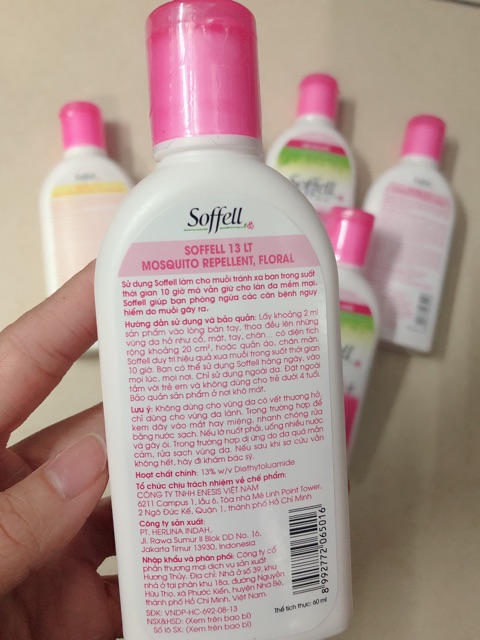 Soffell
SOFFELL 13 LT
MOSQUITO REPELLENT, FLORAL
Sử dụng Soffell làm cho muỗi tránh xa bạn trong suốt
thời gian 10 giờ mà vẫn giữ cho làn da mềm mại.
Soffell giúp bạn phòng ngừa các căn bệnh nguy
hiểm do muỗi gây ra.
Hướng dẫn sử dụng và bảo quản: Lấy khoảng 2 ml
sản phẩm vào lòng bàn tay, thoa đều lên những
vùng da hở như cổ, mặt, tay, chân... có diện tích
rộng khoảng 20 cm², hoặc quần áo, chăn màn.
Soffell duy trì hiệu quả xua muỗi trong suốt thời gian
10 giờ. Bạn có thể sử dụng Soffell hàng ngày, vào
mọi lúc, mọi nơi. Chỉ sử dụng ngoài da. Đặt ngoài
tầm với trẻ em và không dùng cho trẻ dưới 4 tuổi.
Bảo quản sản phẩm ở nơi khô mát.
Lưu ý: Không dùng cho vùng da có vết thương hở,
chỉ dùng cho vùng da lành. Trong trường hợp để
kem dây vào mắt hay miệng, nhanh chóng rửa
bằng nước sạch. Nếu lỡ nuốt phải, uống nhiều nước
và gây ói. Trong trường hợp dị ứng do da quá mẫn
cảm, rửa sạch vùng da. Nếu sau khi sơ cứu vẫn
không hết, hãy đi khám bác sỹ.
Hoạt chất chính: 13% w/v Diethyltoluamide
Tổ chức chịu trách nhiệm về chế phẩm:
CÔNG TY TNHH ENESIS VIỆT NAM
6211 Campus 1, lầu 6, Tòa nhà Mê Linh Point Tower,
2 Ngô Đức Kế, Quận 1, thành phố Hồ Chí Minh
Công ty sản xuất:
PT. HERLINA INDAH,
Jl. Rawa Sumur II Blok DD No. 16,
Jakarta Timur 13930, Indonesia
Nhập khẩu và phân phối: Công ty cổ
phần thương mại dịch vụ sản xuất
Hương Thủy. Địa chỉ: Nhà ở số 39, khu
nhà ở tại phân khu 18a, đường Nguyễn
Hữu Thọ, xã Phước Kiển, huyện Nhà Bè,
thành phố Hồ Chí Minh, Việt Nam.
SĐK: VNDP-HC-692-08-13
NSX&HSD: (Xem trên bao bì)
Số lô SX: (Xem trên bao bì)
8 992772 065016
Thể tích thực: 60 ml
Soffell